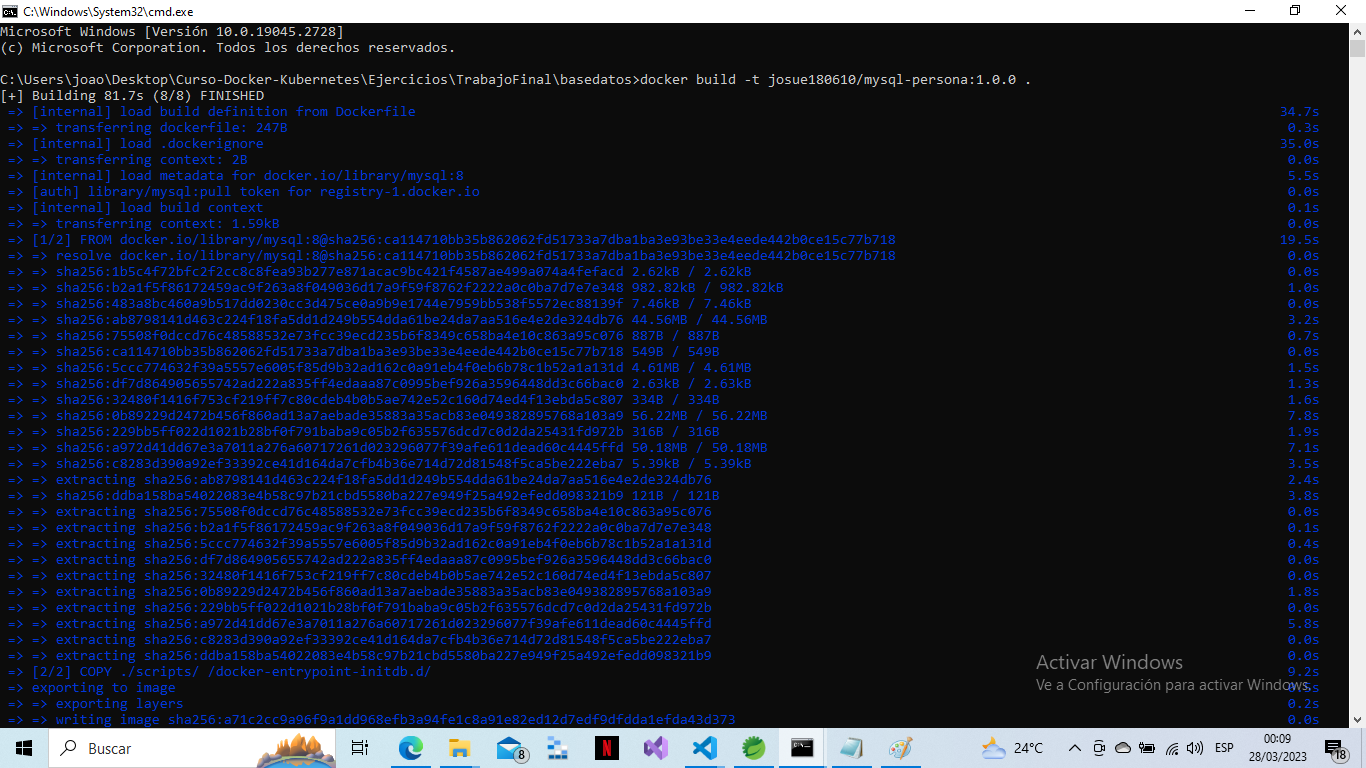 C:\Windows\System32\cmd.exe
Microsoft Windows [Versión 10.0.19045.2728]
(c) Microsoft Corporation. Todos los derechos reservados.
C:\Users\joao\Desktop\Curso-Docker-Kubernetes\Ejercicios\TrabajoFinal\basedatos>docker build -t josue180610/mysql-persona:1.0.0 .
[+] Building 81.7s (8/8) FINISHED
=> [internal] load build definition from Dockerfile 34.7s
=> => transferring dockerfile: 247B 0.3s
=> [internal] load .dockerignore 35.0s
=> => transferring context: 2B 0.0s
=> [internal] load metadata for docker.io/library/mysql:8 5.5s
=> [auth] library/mysql:pull token for registry-1.docker.io 0.0s
=> [internal] load build context 0.1s
=> => transferring context: 1.59kB 0.0s
=> [1/2] FROM docker.io/library/mysql:8@sha256:ca114710bb35b862062fd51733a7dba1ba3e93be33e4eede442b0ce15c77b718 19.5s
=> => resolve docker.io/library/mysql:8@sha256:ca114710bb35b862062fd51733a7dba1ba3e93be33e4eede442b0ce15c77b718 0.0s
=> => sha256:1b5c4f72bfc2f2cc8c8fea93b277e871acac9bc421f4587ae499a074a4fefacd 2.62kB / 2.62kB 0.0s
=> => sha256:b2a1f5f86172459ac9f263a8f049036d17a9f59f8762f2222a0c0ba7d7e7e348 982.82kB / 982.82kB 1.0s
=> => sha256:483a8bc460a9b517dd0230cc3d475ce0a9b9e1744e7959bb538f5572ec88139f 7.46kB / 7.46kB 0.0s
=> => sha256:ab8798141d463c224f18fa5dd1d249b554dda61be24da7aa516e4e2de324db76 44.56MB / 44.56MB 3.2s
=> => sha256:75508f0dccd76c48588532e73fcc39ecd235b6f8349c658ba4e10c863a95c076 887B / 887B 0.7s
=> => sha256:ca114710bb35b862062fd51733a7dba1ba3e93be33e4eede442b0ce15c77b718 549B / 549B 0.0s
=> => sha256:5ccc774632f39a5557e6005f85d9b32ad162c0a91eb4f0eb6b78c1b52a1a131d 4.61MB / 4.61MB 1.5s
=> => sha256:df7d864905655742ad222a835ff4edaaa87c0995bef926a3596448dd3c66bac0 2.63kB / 2.63kB 1.3s
=> => sha256:32480f1416f753cf219ff7c80cdeb4b0b5ae742e52c160d74ed4f13ebda5c807 334B / 334B 1.6s
=> => sha256:0b89229d2472b456f860ad13a7aebade35883a35acb83e049382895768a103a9 56.22MB / 56.22MB 7.8s
=> => sha256:229bb5ff022d1021b28bf0f791baba9c05b2f635576dcd7c0d2da25431fd972b 316B / 316B 1.9s
=> => sha256:a972d41dd67e3a7011a276a60717261d023296077f39afe611dead60c4445ffd 50.18MB / 50.18MB 7.1s
=> => sha256:c8283d390a92ef33392ce41d164da7cfb4b36e714d72d81548f5ca5be222eba7 5.39kB / 5.39kB 3.5s
=> => extracting sha256:ab8798141d463c224f18fa5dd1d249b554dda61be24da7aa516e4e2de324db76 2.4s
=> => sha256:ddba158ba54022083e4b58c97b21cbd5580ba227e949f25a492efedd098321b9 121B / 121B 3.8s
=> => extracting sha256:75508f0dccd76c48588532e73fcc39ecd235b6f8349c658ba4e10c863a95c076 0.0s
=> => extracting sha256:b2a1f5f86172459ac9f263a8f049036d17a9f59f8762f2222a0c0ba7d7e7e348 0.1s
=> => extracting sha256:5ccc774632f39a5557e6005f85d9b32ad162c0a91eb4f0eb6b78c1b52a1a131d 0.4s
=> => extracting sha256:df7d864905655742ad222a835ff4edaaa87c0995bef926a3596448dd3c66bac0 0.0s
=> => extracting sha256:32480f1416f753cf219ff7c80cdeb4b0b5ae742e52c160d74ed4f13ebda5c807 0.0s
=> => extracting sha256:0b89229d2472b456f860ad13a7aebade35883a35acb83e049382895768a103a9 1.8s
=> => extracting sha256:229bb5ff022d1021b28bf0f791baba9c05b2f635576dcd7c0d2da25431fd972b 0.0s
=> => extracting sha256:a972d41dd67e3a7011a276a60717261d023296077f39afe611dead60c4445ffd 5.8s
=> => extracting sha256:c8283d390a92ef33392ce41d164da7cfb4b36e714d72d81548f5ca5be222eba7 0.0s
=> => extracting sha256:ddba158ba54022083e4b58c97b21cbd5580ba227e949f25a492efedd098321b9 0.0s
=> [2/2] COPY ./scripts/ /docker-entrypoint-initdb.d/ 9.2s
=> exporting to image
=> => exporting layers 0.2s
=> => writing image sha256:a71c2cc9a96f9a1dd968efb3a94fe1c8a91e82ed12d7edf9dfdda1efda43d373 0.0s
Activar Windows
Ve a Configuración para activar Windows.
Buscar
8
24°C
ESP
00:09
28/03/2023
18